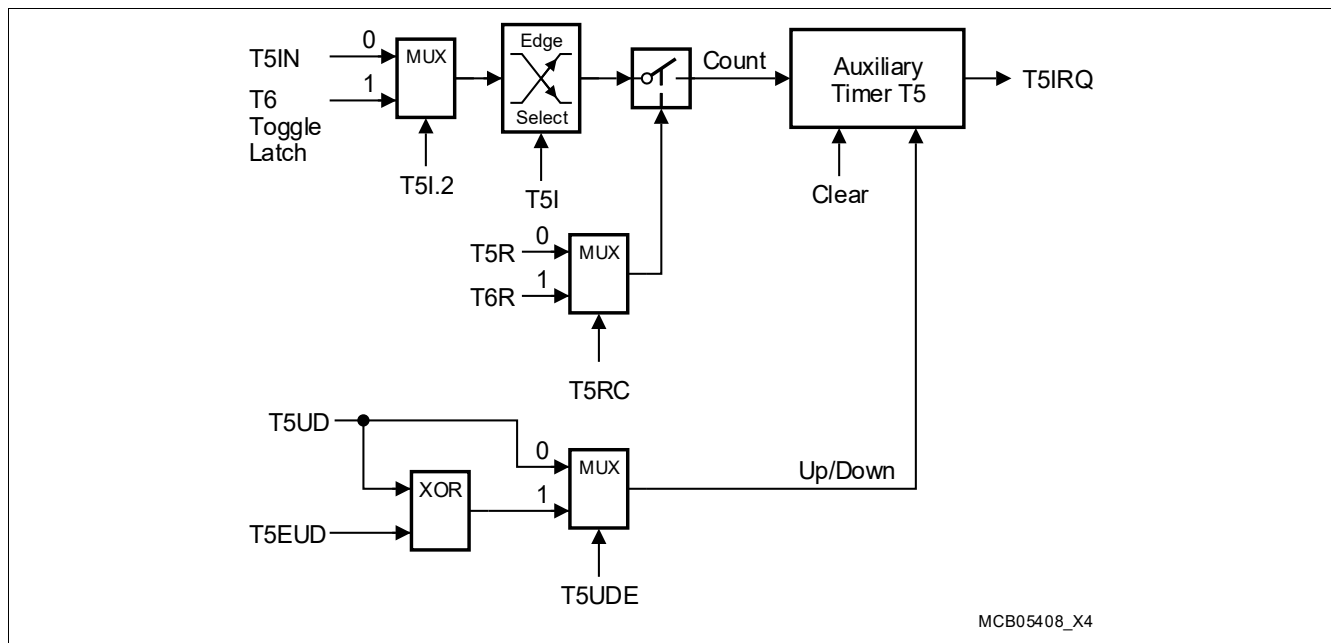 T5IN
0
MUX
Edge
Select
Count
Auxiliary
Timer T5
T5IRQ
T6
Toggle
Latch
1
T5I.2
T5I
Clear
T5R
0
MUX
T6R
1
T5RC
T5UD
0
MUX
Up/Down
XOR
1
T5EUD
T5UDE
MCB05408_X4